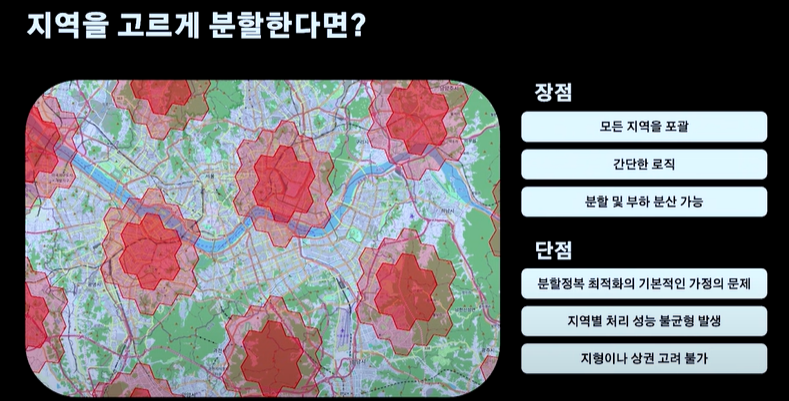 지역을 고르게 분할한다면?
장점
모든 지역을 포괄
간단한 로직
분할 및 부하 분산 가능
단점
분할정복 최적화의 기본적인 가정의 문제
지역별 처리 성능 불균형 발생
지형이나 상권 고려 불가